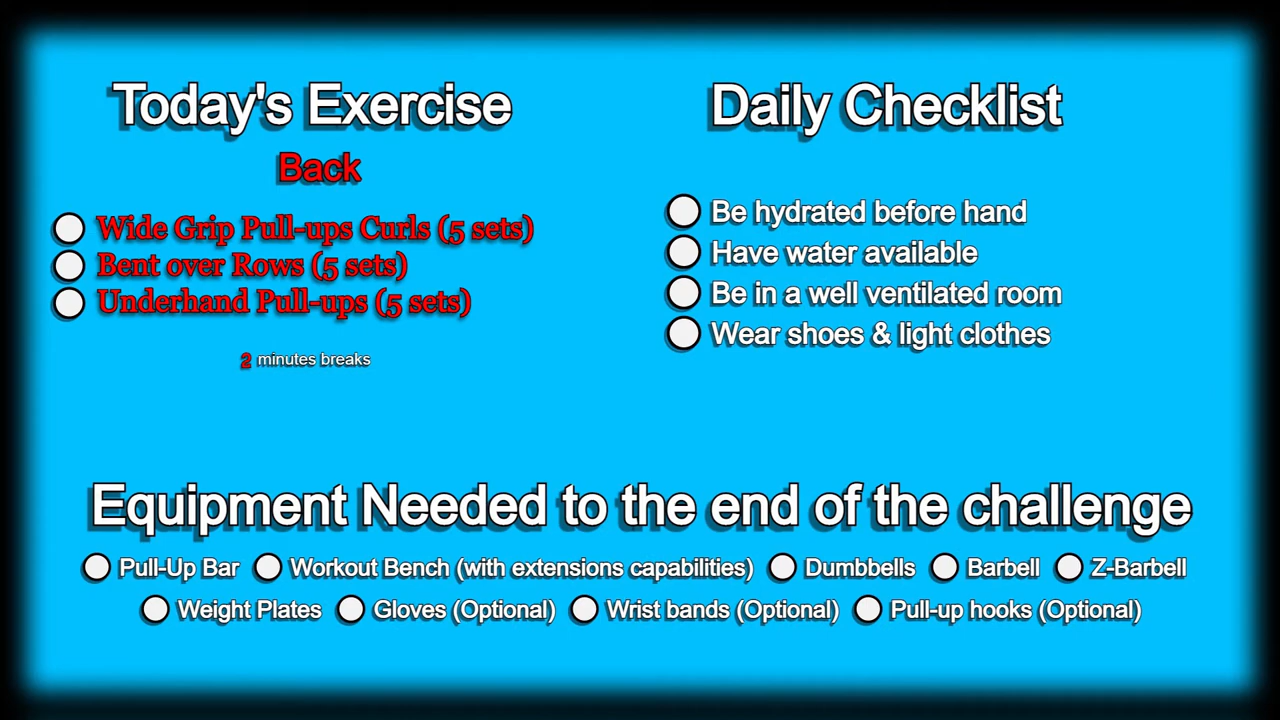 Today's Exercise
Back
Wide Grip Pull-ups Curls (5 sets)
Bent over Rows (5 sets)
Underhand Pull-ups (5 sets)
2 minutes breaks
Daily Checklist
Be hydrated before hand
Have water available
Be in a well ventilated room
Wear shoes & light clothes
Equipment Needed to the end of the challenge
Pull-Up Bar Workout Bench (with extensions capabilities) Dumbbells Barbell Z-Barbell
Weight Plates Gloves (Optional) Wrist bands (Optional) Pull-up hooks (Optional)